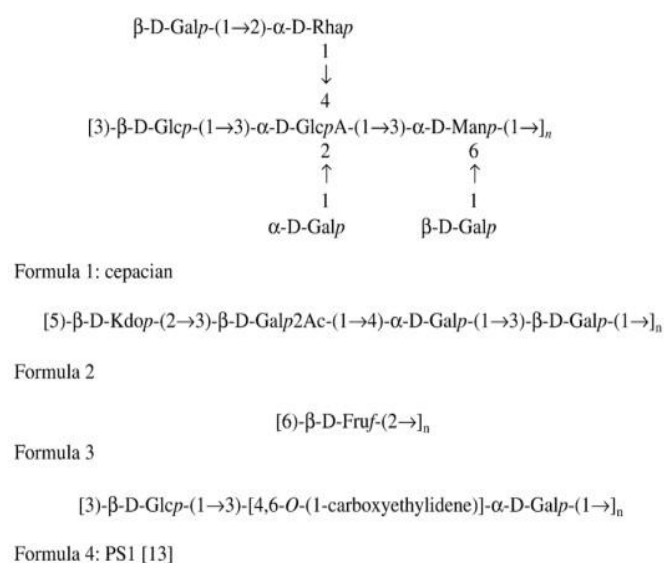 β-D-Galp-(1→2)-α-D-Rhap
1
↓
4
[3)-β-D-Glcp-(1→3)-α-D-GlcpA-(1→3)-α-D-Manp-(1→]n
2 6
↑ ↑
1 1
α-D-Galp β-D-Galp
Formula 1: cepacian
[5)-β-D-Kdop-(2→3)-β-D-Galp2Ac-(1→4)-α-D-Galp-(1→3)-β-D-Galp-(1→]n
Formula 2
[6)-β-D-Fruf-(2→]n
Formula 3
[3)-β-D-Glcp-(1→3)-[4,6-O-(1-carboxyethylidene)]-α-D-Galp-(1→]n
Formula 4: PS1 [13]